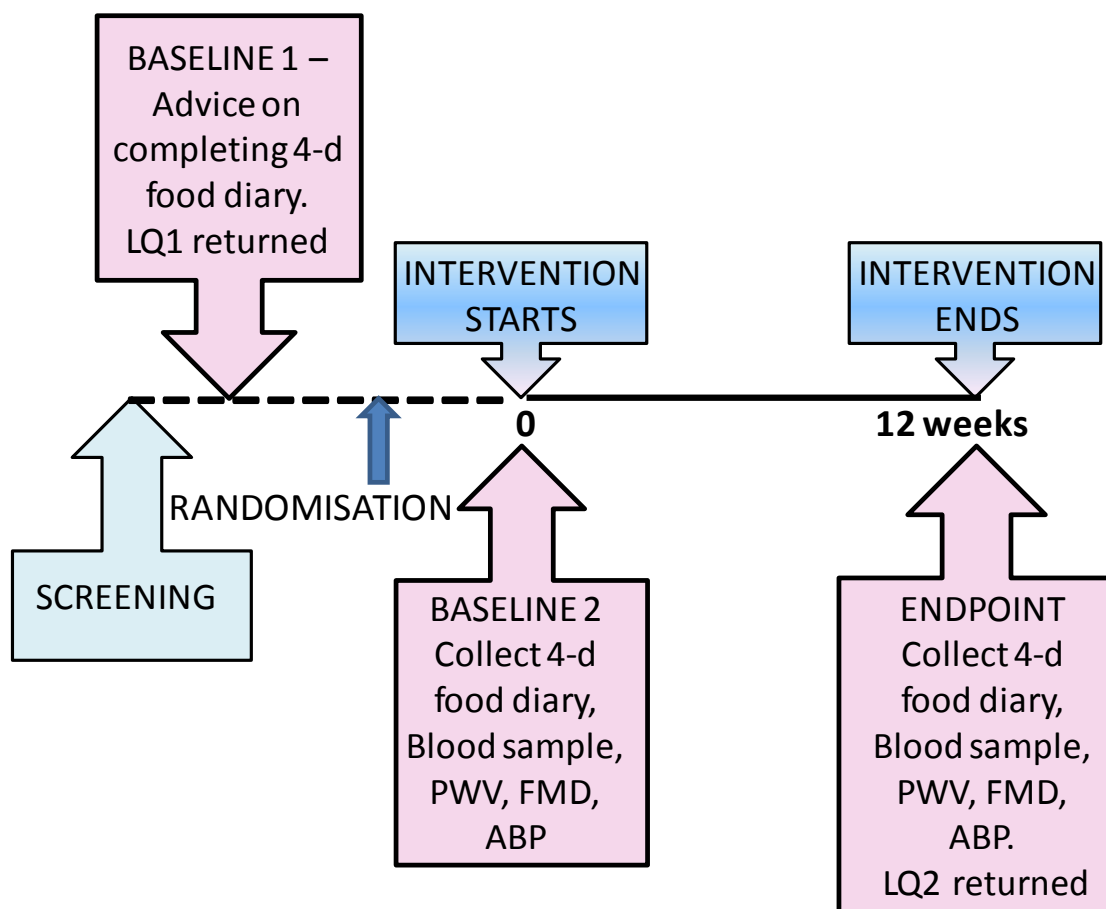 BASELINE 1 –
Advice on
completing 4-d
food diary.
LQ1 returned
INTERVENTION
STARTS
INTERVENTION
ENDS
0
12 weeks
RANDOMISATION
SCREENING
BASELINE 2
Collect 4-d
food diary,
Blood sample,
PWV, FMD,
ABP
ENDPOINT
Collect 4-d
food diary,
Blood sample,
PWV, FMD,
ABP.
LQ2 returned